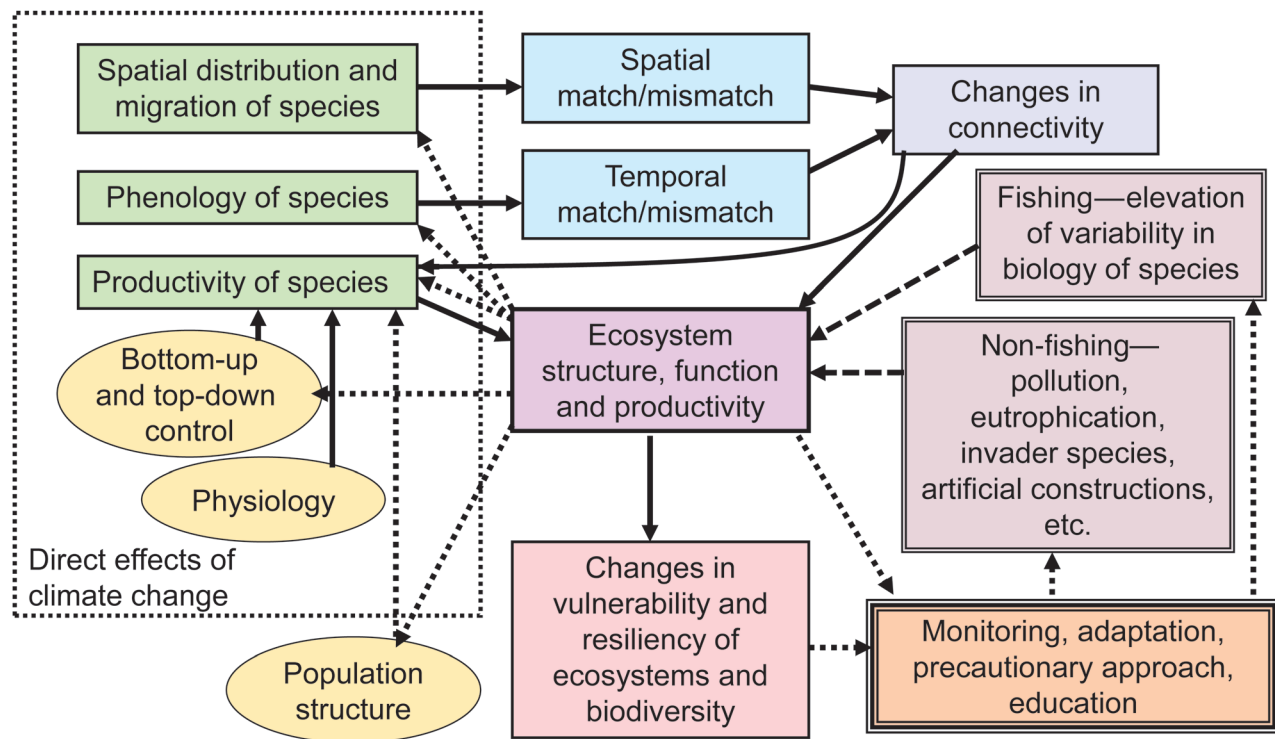 Spatial distribution and
migration of species
Spatial
match/mismatch
Changes in
connectivity
Phenology of species
Temporal
match/mismatch
Fishing—elevation
of variability in
biology of species
Productivity of species
Ecosystem
structure, function
and productivity
Bottom-up
and top-down
control
Non-fishing—
pollution,
eutrophication,
invader species,
artificial constructions,
etc.
Physiology
Direct effects of
climate change
Changes in
vulnerability and
resiliency of
ecosystems and
biodiversity
Monitoring, adaptation,
precautionary approach,
education
Population
structure